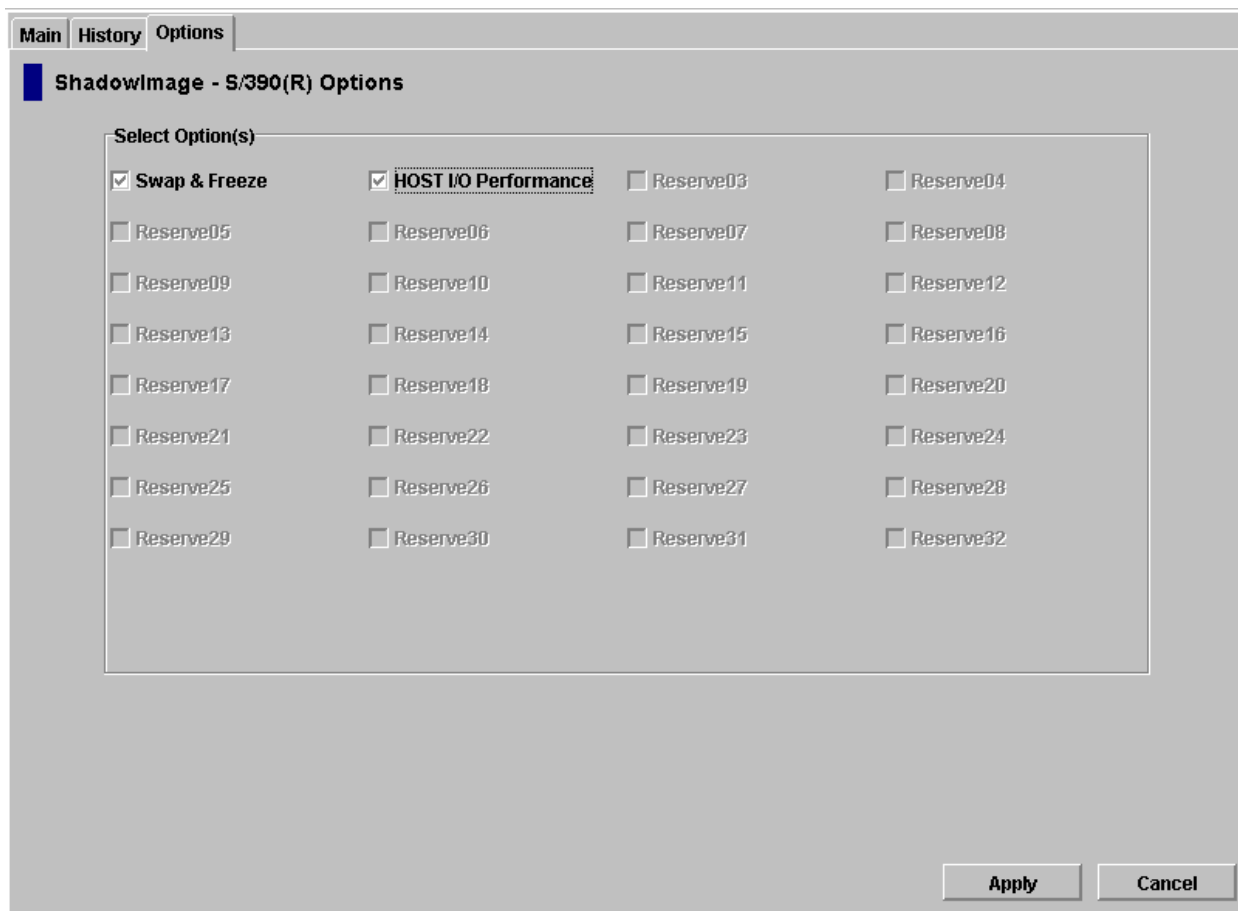 Main History Options
ShadowImage - S/390(R) Options
Select Option(s)
Swap & Freeze HOST I/O Performance Reserve03 Reserve04
Reserve05 Reserve06 Reserve07 Reserve08
Reserve09 Reserve10 Reserve11 Reserve12
Reserve13 Reserve14 Reserve15 Reserve16
Reserve17 Reserve18 Reserve19 Reserve20
Reserve21 Reserve22 Reserve23 Reserve24
Reserve25 Reserve26 Reserve27 Reserve28
Reserve29 Reserve30 Reserve31 Reserve32
Apply Cancel